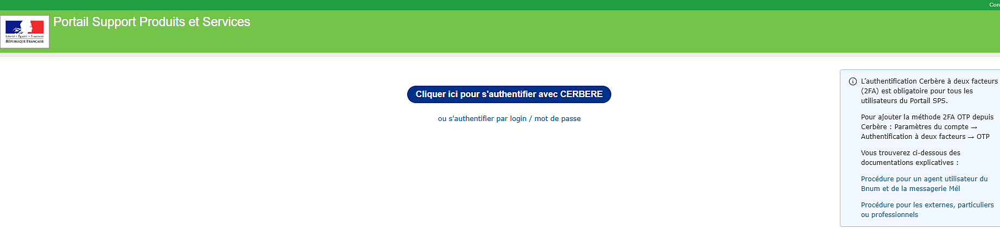 Con
Portail Support Produits et Services
Liberté • Égalité • Fraternité
RÉPUBLIQUE FRANÇAISE
Cliquer ici pour s'authentifier avec CERBERE
ou s'authentifier par login / mot de passe
L’authentification Cerbère à deux facteurs
(2FA) est obligatoire pour tous les
utilisateurs du Portail SPS.
Pour ajouter la méthode 2FA OTP depuis
Cerbère : Paramètres du compte →
Authentification à deux facteurs → OTP
Vous trouverez ci-dessous des
documentations explicatives :
Procédure pour un agent utilisateur du
Bnum et de la messagerie Mél
Procédure pour les externes, particuliers
ou professionnels